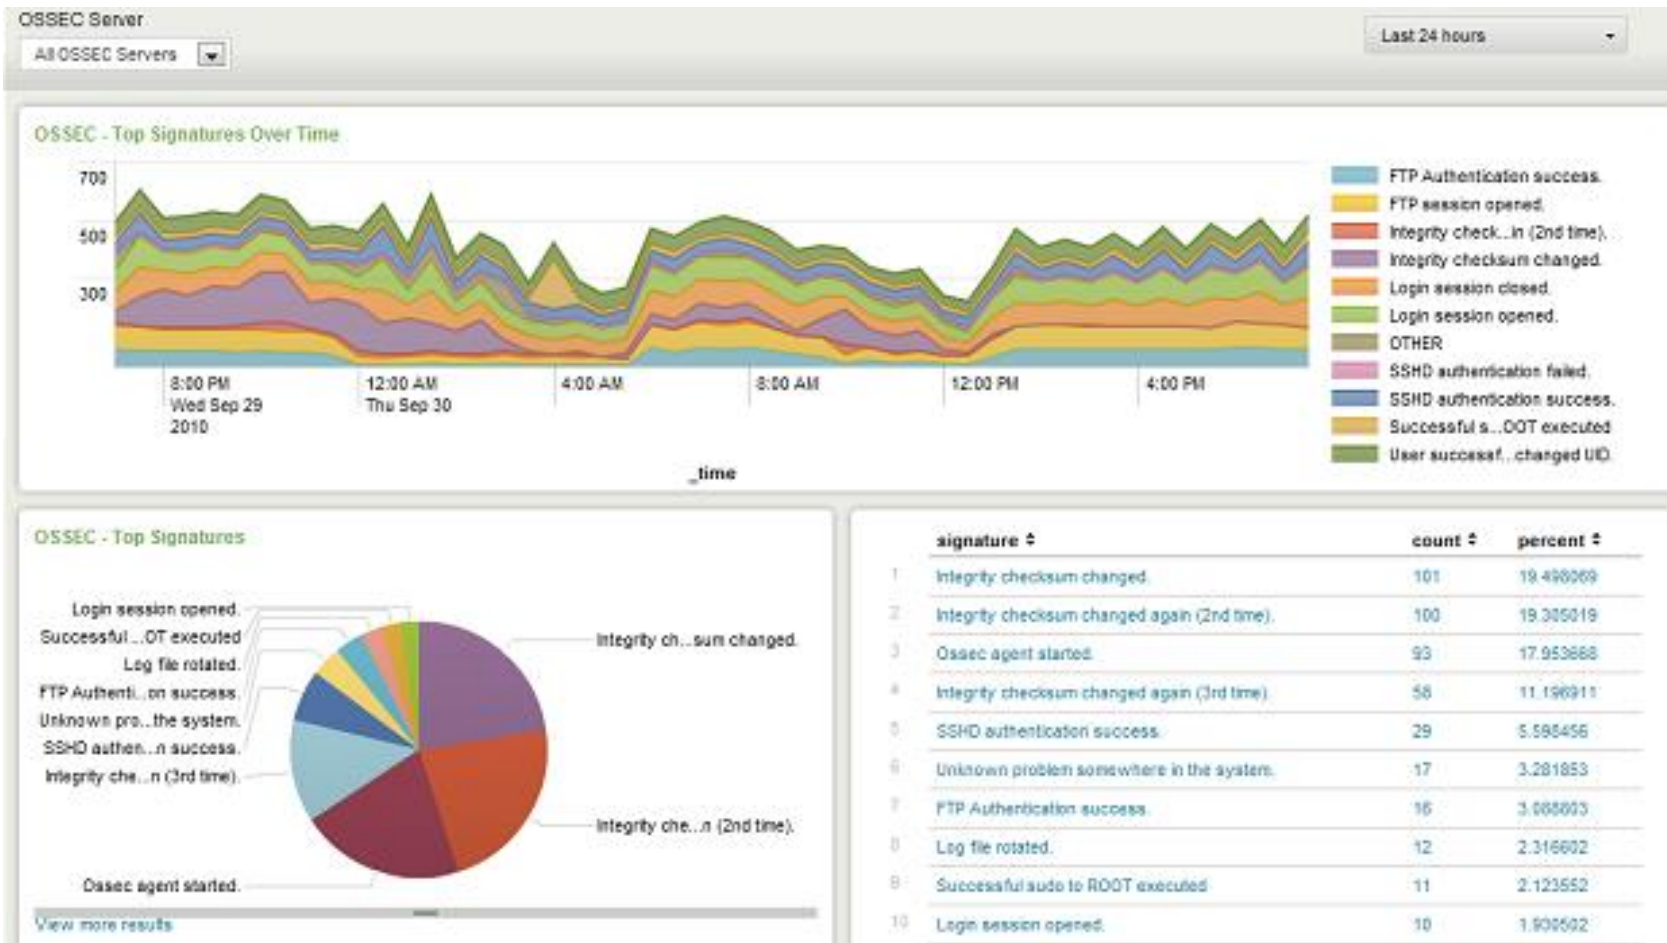 OSSEC Server
All OSSEC Servers
Last 24 hours
OSSEC - Top Signatures Over Time
700
500
300
8:00 PM
Wed Sep 29
2010
12:00 AM
Thu Sep 30
4:00 AM
8:00 AM
12:00 PM
4:00 PM
_time
FTP Authentication success.
FTP session opened.
Integrity check...in (2nd time).
Integrity checksum changed.
Login session closed.
Login session opened.
OTHER
SSHD authentication failed.
SSHD authentication success.
Successful s...OOT executed
User successf...changed UID.
OSSEC - Top Signatures
Login session opened.
Successful ...OT executed
Log file rotated.
FTP Authenti...on success.
Unknown pro...the system.
SSHD authen...n success.
Integrity che...n (3rd time).
Ossec agent started.
Integrity ch...sum changed.
Integrity che...n (2nd time).
View more results
signature count percent
1 Integrity checksum changed. 101 19.498069
2 Integrity checksum changed again (2nd time). 100 19.305019
3 Ossec agent started. 93 17.953668
4 Integrity checksum changed again (3rd time). 58 11.196911
5 SSHD authentication success. 29 5.598456
6 Unknown problem somewhere in the system. 17 3.281853
7 FTP Authentication success. 16 3.088803
8 Log file rotated. 12 2.316602
9 Successful sudo to ROOT executed 11 2.123552
10 Login session opened. 10 1.930502